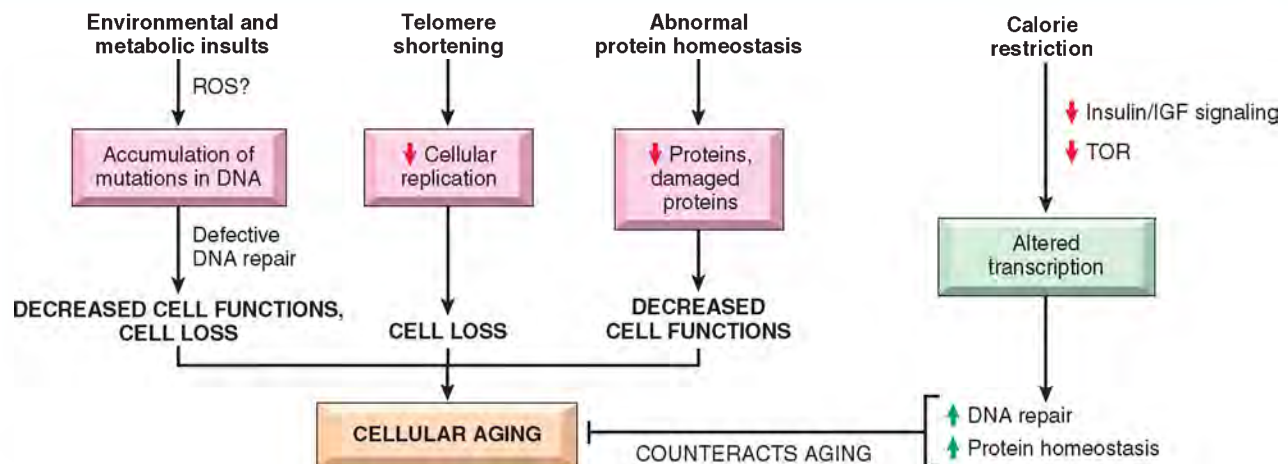 Environmental and
metabolic insults
ROS?
Accumulation of
mutations in DNA
Defective
DNA repair
DECREASED CELL FUNCTIONS,
CELL LOSS
Telomere
shortening
Cellular
replication
CELL LOSS
Abnormal
protein homeostasis
Proteins,
damaged
proteins
DECREASED
CELL FUNCTIONS
CELLULAR AGING
Calorie
restriction
Insulin/IGF signaling
TOR
Altered
transcription
DNA repair
Protein homeostasis
COUNTERACTS AGING